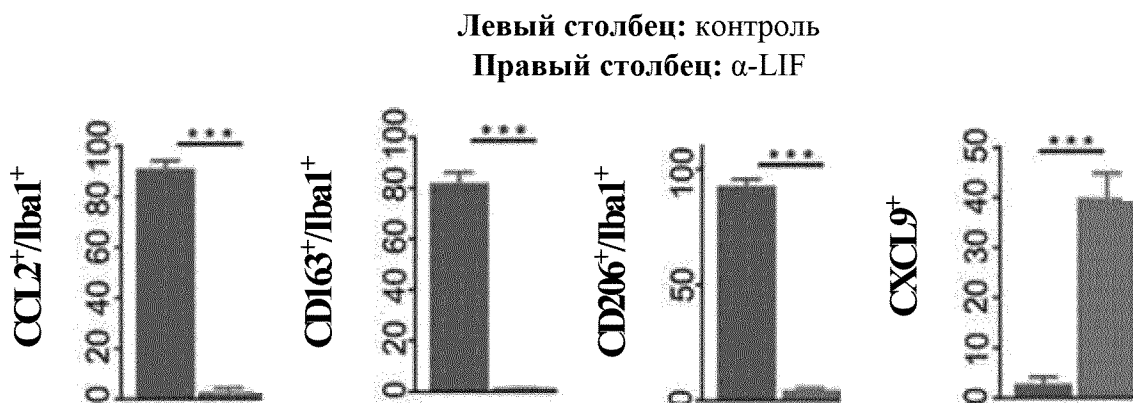 Левый столбец: контроль
Правый столбец: α-LIF
CCL2⁺/Iba1⁺
0 20 40 60 80 100
***
CD163⁺/Iba1⁺
0 20 40 60 80 100
***
CD206⁺/Iba1⁺
0 50 100
***
CXCL9⁺
0 10 20 30 40 50
***